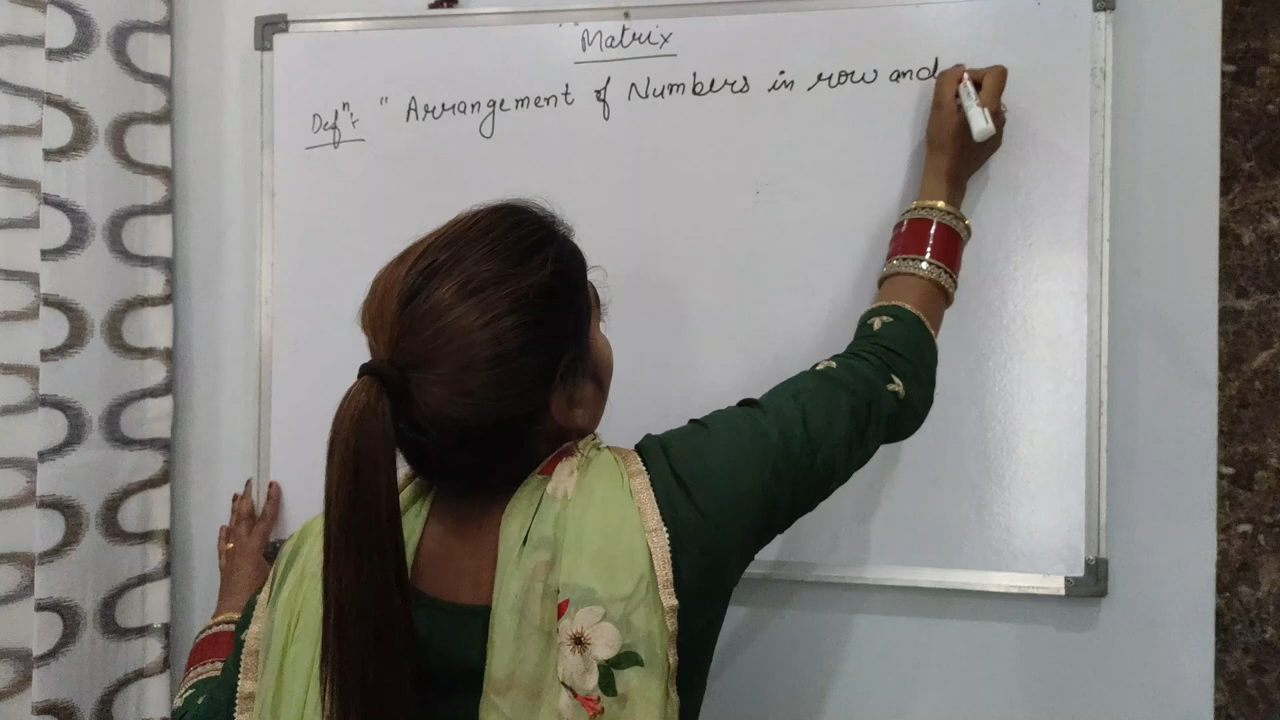 Matrix
Defⁿ:- " Arrangement of Numbers in row and